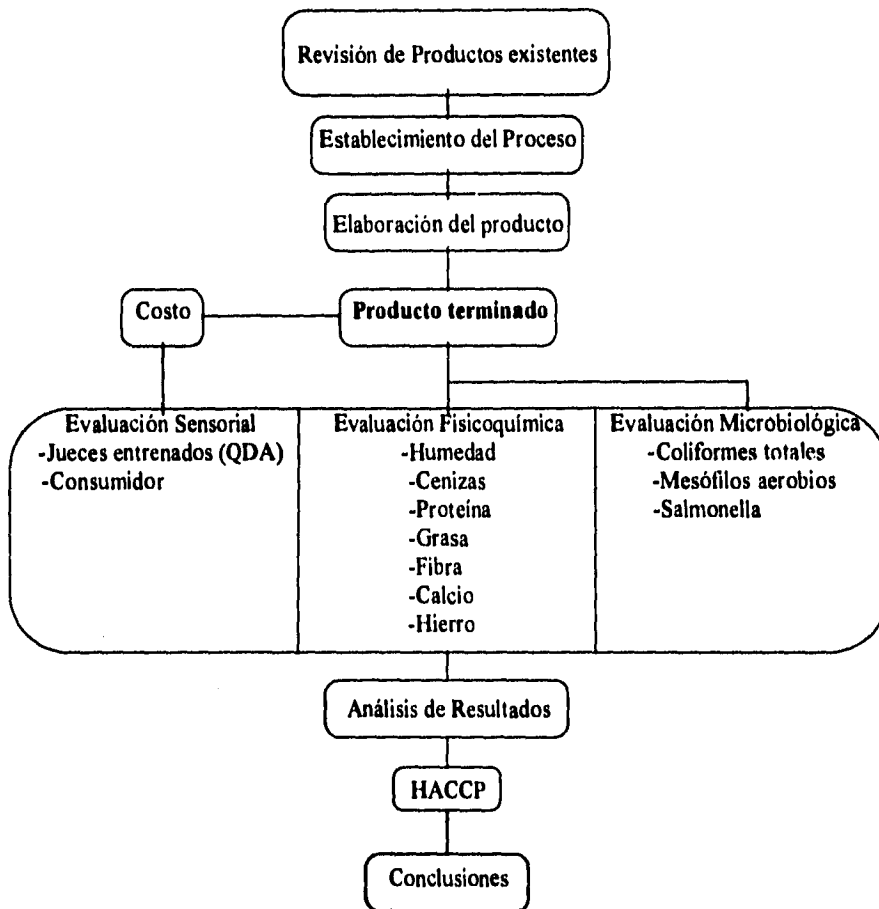 Revisión de Productos existentes
Establecimiento del Proceso
Elaboración del producto
Costo
Producto terminado
Evaluación Sensorial
-Jueces entrenados (QDA)
-Consumidor
Evaluación Fisicoquímica
-Humedad
-Cenizas
-Proteína
-Grasa
-Fibra
-Calcio
-Hierro
Evaluación Microbiológica
-Coliformes totales
-Mesófilos aerobios
-Salmonella
Análisis de Resultados
HACCP
Conclusiones